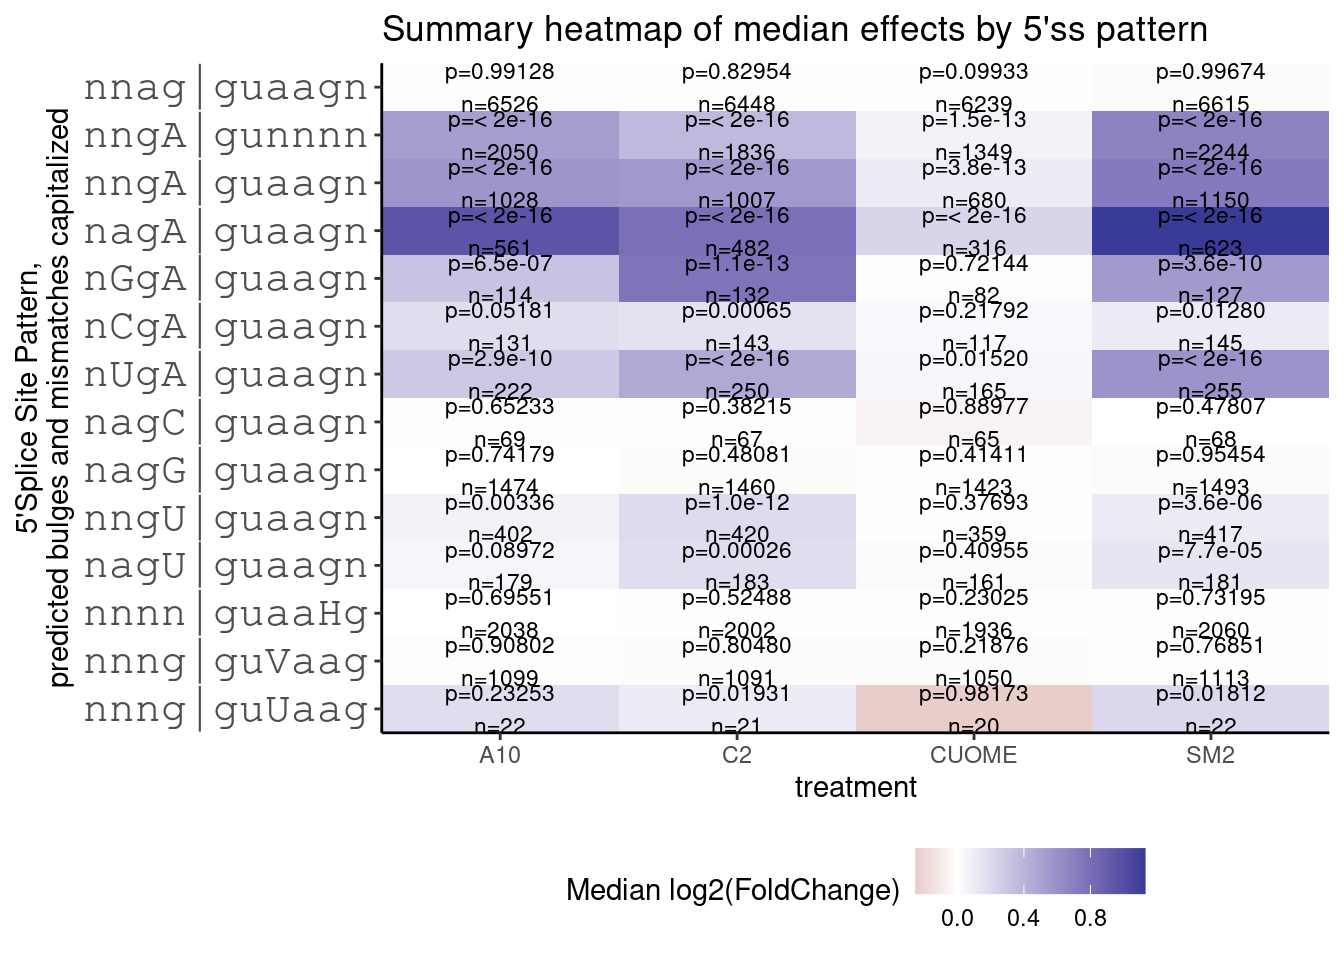 Summary heatmap of median effects by 5'ss pattern
5'Splice Site Pattern,
predicted bulges and mismatches capitalized
nnag|guaagn
p=0.99128 p=0.82954 p=0.09933 p=0.99674
n=6526 n=6448 n=6239 n=6615
nngA|gunnnn
p=< 2e-16 p=< 2e-16 p=1.5e-13 p=< 2e-16
n=2050 n=1836 n=1349 n=2244
nngA|guaagn
p=< 2e-16 p=< 2e-16 p=3.8e-13 p=< 2e-16
n=1028 n=1007 n=680 n=1150
nagA|guaagn
p=< 2e-16 p=< 2e-16 p=< 2e-16 p=< 2e-16
n=561 n=482 n=316 n=623
nGgA|guaagn
p=6.5e-07 p=1.1e-13 p=0.72144 p=3.6e-10
n=114 n=132 n=82 n=127
nCgA|guaagn
p=0.05181 p=0.00065 p=0.21792 p=0.01280
n=131 n=143 n=117 n=145
nUgA|guaagn
p=2.9e-10 p=< 2e-16 p=0.01520 p=< 2e-16
n=222 n=250 n=165 n=255
nagC|guaagn
p=0.65233 p=0.38215 p=0.88977 p=0.47807
n=69 n=67 n=65 n=68
nagG|guaagn
p=0.74179 p=0.48081 p=0.41411 p=0.95454
n=1474 n=1460 n=1423 n=1493
nngU|guaagn
p=0.00336 p=1.0e-12 p=0.37693 p=3.6e-06
n=402 n=420 n=359 n=417
nagU|guaagn
p=0.08972 p=0.00026 p=0.40955 p=7.7e-05
n=179 n=183 n=161 n=181
nnnn|guaaHg
p=0.69551 p=0.52488 p=0.23025 p=0.73195
n=2038 n=2002 n=1936 n=2060
nnng|guVaag
p=0.90802 p=0.80480 p=0.21876 p=0.76851
n=1099 n=1091 n=1050 n=1113
nnng|guUaag
p=0.23253 p=0.01931 p=0.98173 p=0.01812
n=22 n=21 n=20 n=22
A10 C2 CUOME SM2
treatment
Median log2(FoldChange)
0.0 0.4 0.8